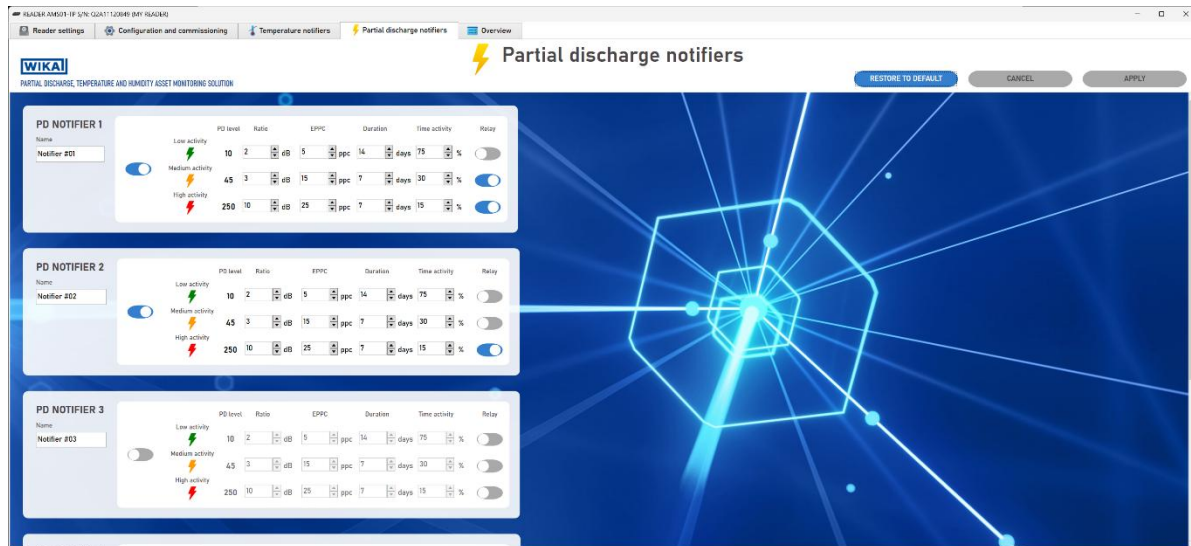 READER AMS01-TP S/N: Q2A11120849 (MY READER)
Reader settings Configuration and commissioning Temperature notifiers Partial discharge notifiers Overview
WIKAI
Partial discharge notifiers
PARTIAL DISCHARGE, TEMPERATURE AND HUMIDITY ASSET MONITORING SOLUTION
RESTORE TO DEFAULT CANCEL APPLY
PD NOTIFIER 1
Name
Notifier #01
PD level Ratio EPPC Duration Time activity Relay
Low activity
10 2 dB 5 ppc 14 days 75 %
Medium activity
45 3 dB 15 ppc 7 days 30 %
High activity
250 10 dB 25 ppc 7 days 15 %
PD NOTIFIER 2
Name
Notifier #02
PD level Ratio EPPC Duration Time activity Relay
Low activity
10 2 dB 5 ppc 14 days 75 %
Medium activity
45 3 dB 15 ppc 7 days 30 %
High activity
250 10 dB 25 ppc 7 days 15 %
PD NOTIFIER 3
Name
Notifier #03
PD level Ratio EPPC Duration Time activity Relay
Low activity
10 2 dB 5 ppc 14 days 75 %
Medium activity
45 3 dB 15 ppc 7 days 30 %
High activity
250 10 dB 25 ppc 7 days 15 %